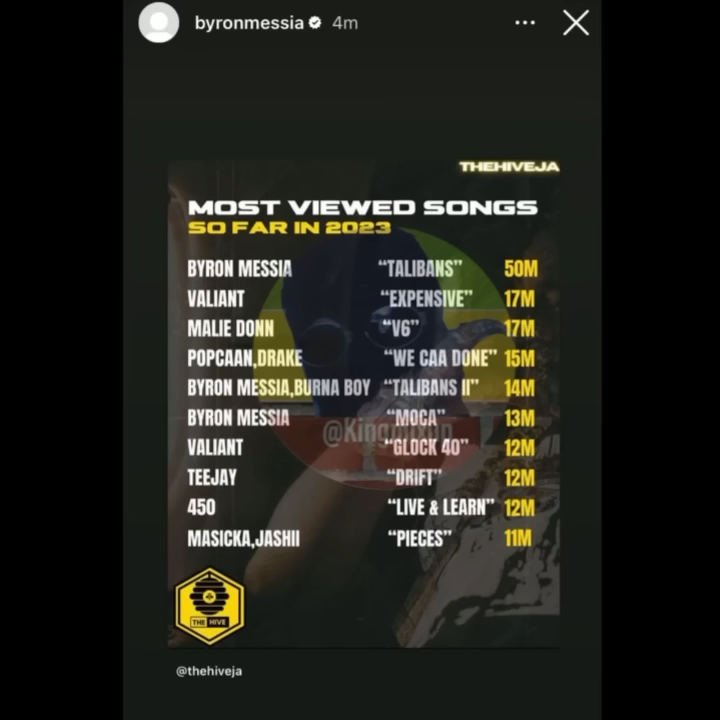 byronmessia 4m
THEHIVEJA
MOST VIEWED SONGS
SO FAR IN 2023
BYRON MESSIA “TALIBANS” 50M
VALIANT “EXPENSIVE” 17M
MALIE DONN “V6” 17M
POPCAAN,DRAKE “WE CAA DONE” 15M
BYRON MESSIA,BURNA BOY “TALIBANS II” 14M
BYRON MESSIA “MOCA” 13M
VALIANT “GLOCK 40” 12M
TEEJAY “DRIFT” 12M
450 “LIVE & LEARN” 12M
MASICKA,JASHII “PIECES” 11M
THE HIVE
@thehiveja